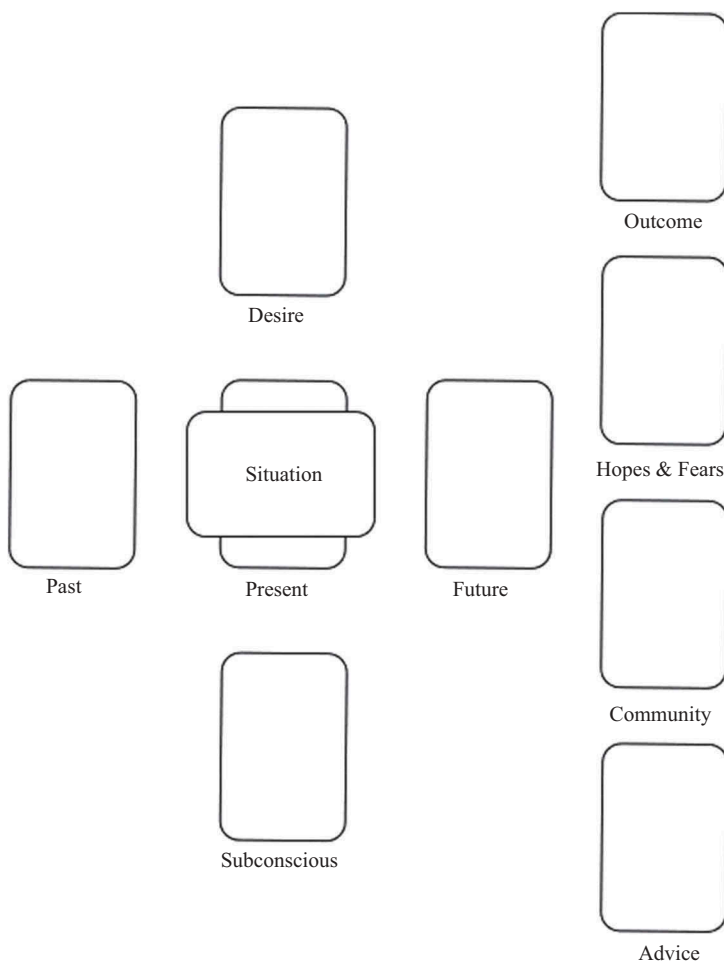 Outcome
Desire
Hopes & Fears
Situation
Past
Present
Future
Community
Subconscious
Advice